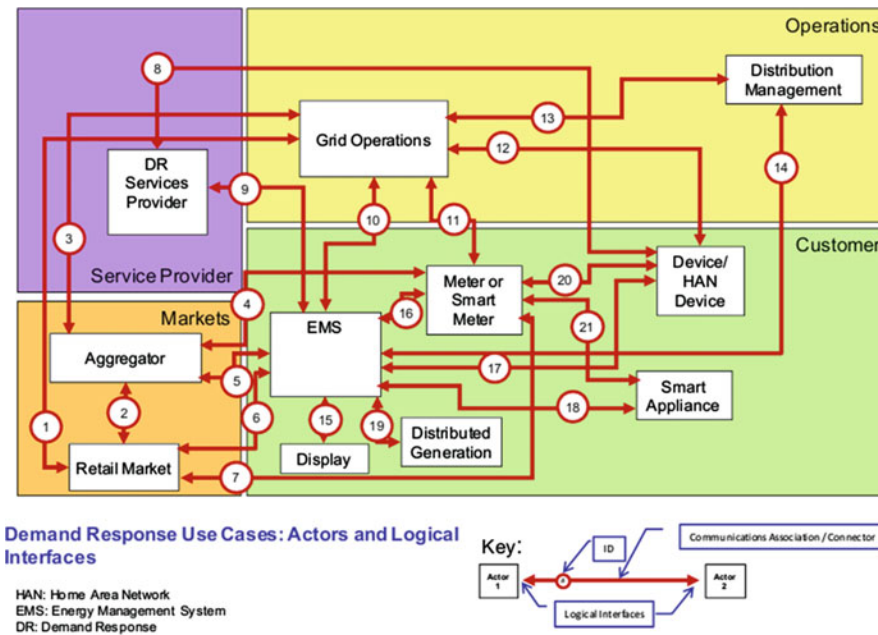 Operations
8
Distribution
Management
13
Grid Operations
12
DR
Services
Provider
14
9
10
11
3
Customer
Service Provider
20
Device/
HAN
Device
4
Meter or
Smart
Meter
Markets
EMS
16
21
Aggregator
5
17
Smart
Appliance
1
2
6
15
19
18
Distributed
Generation
Retail Market
Display
7
Demand Response Use Cases: Actors and Logical
Interfaces
Key:
ID
Communications Association / Connector
Actor
1
#
Actor
2
Logical Interfaces
HAN: Home Area Network
EMS: Energy Management System
DR: Demand Response